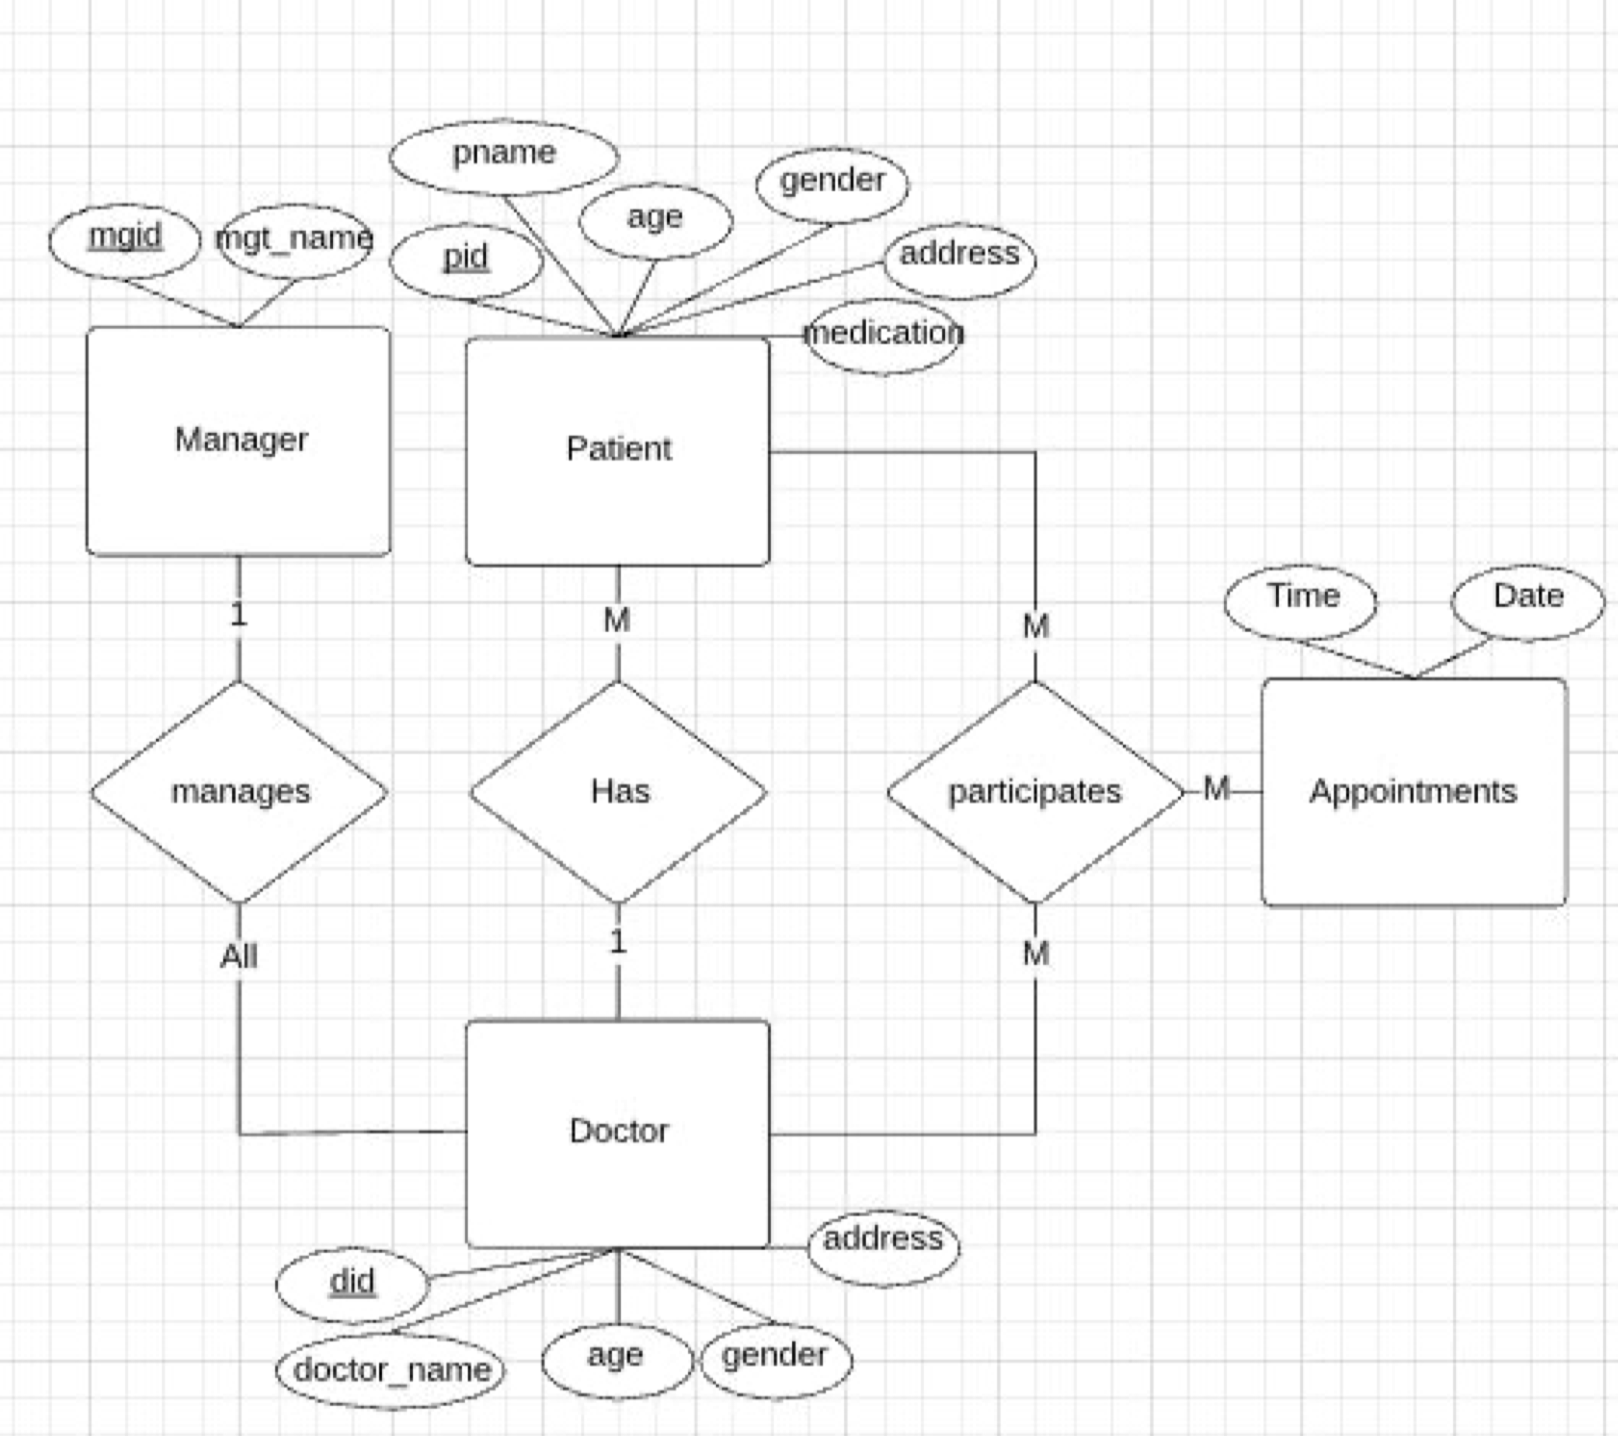 pname
gender
age
mgid
mgt_name
pid
address
medication
Manager
Patient
1
M
M
Time
Date
manages
Has
participates
M
Appointments
All
1
M
Doctor
address
did
doctor_name
age
gender